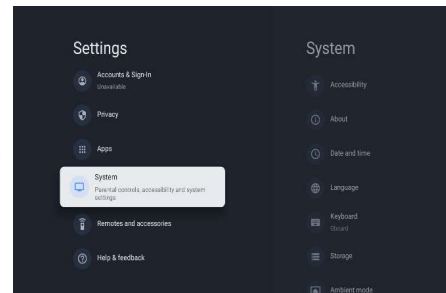 Settings
Accounts & Sign-In
Unavailable
Privacy
Apps
System
Parental controls, accessibility and system
settings
Remotes and accessories
Help & feedback
System
Accessibility
About
Date and time
Language
Keyboard
Gboard
Storage
Ambient mode